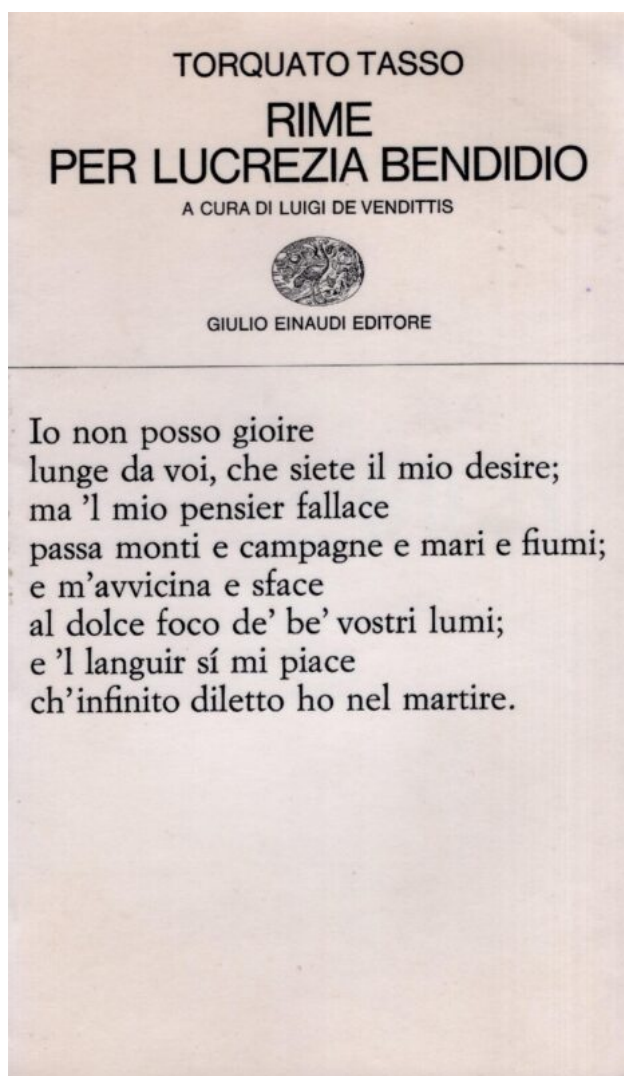 TORQUATO TASSO
RIME
PER LUCREZIA BENDIDIO
A CURA DI LUIGI DE VENDITTIS
GIULIO EINAUDI EDITORE
Io non posso gioire
lunge da voi, che siete il mio desire;
ma ’l mio pensier fallace
passa monti e campagne e mari e fiumi;
e m’avvicina e sface
al dolce foco de’ be’ vostri lumi;
e ’l languir sí mi piace
ch’infinito diletto ho nel martire.